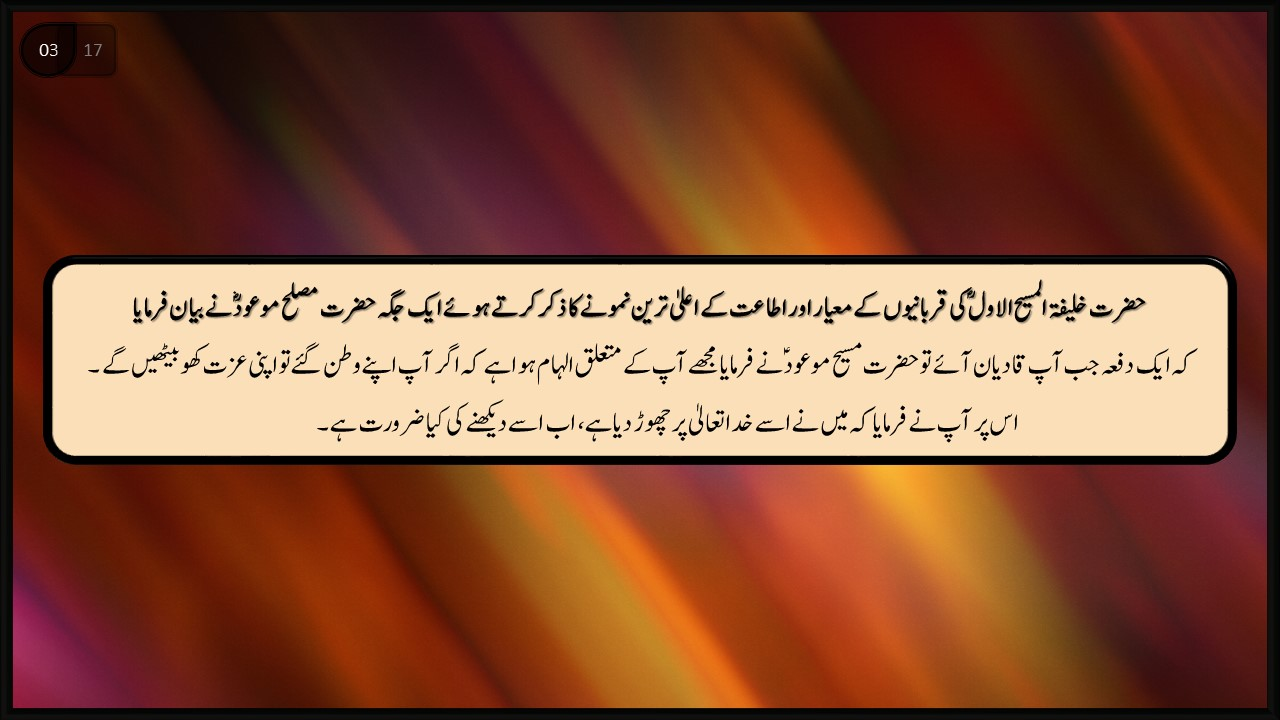 03 17
حضرت خلیفۃ المسیح الاولؓ کی قربانیوں کے معیار اور اطاعت کے اعلیٰ ترین نمونے کا ذکر کرتے ہوئے ایک جگہ حضرت مصلح موعودؓ نے بیان فرمایا
کہ ایک دفعہ جب آپ قادیان آئے تو حضرت مسیح موعودؑ نے فرمایا مجھے آپ کے متعلق الہام ہوا ہے کہ اگر آپ اپنے وطن گئے تو اپنی عزت کھو بیٹھیں گے ۔
اس پر آپ نے فرمایا کہ میں نے اسے خدا تعالیٰ پر چھوڑ دیا ہے، اب اسے دیکھنے کی کیا ضرورت ہے۔